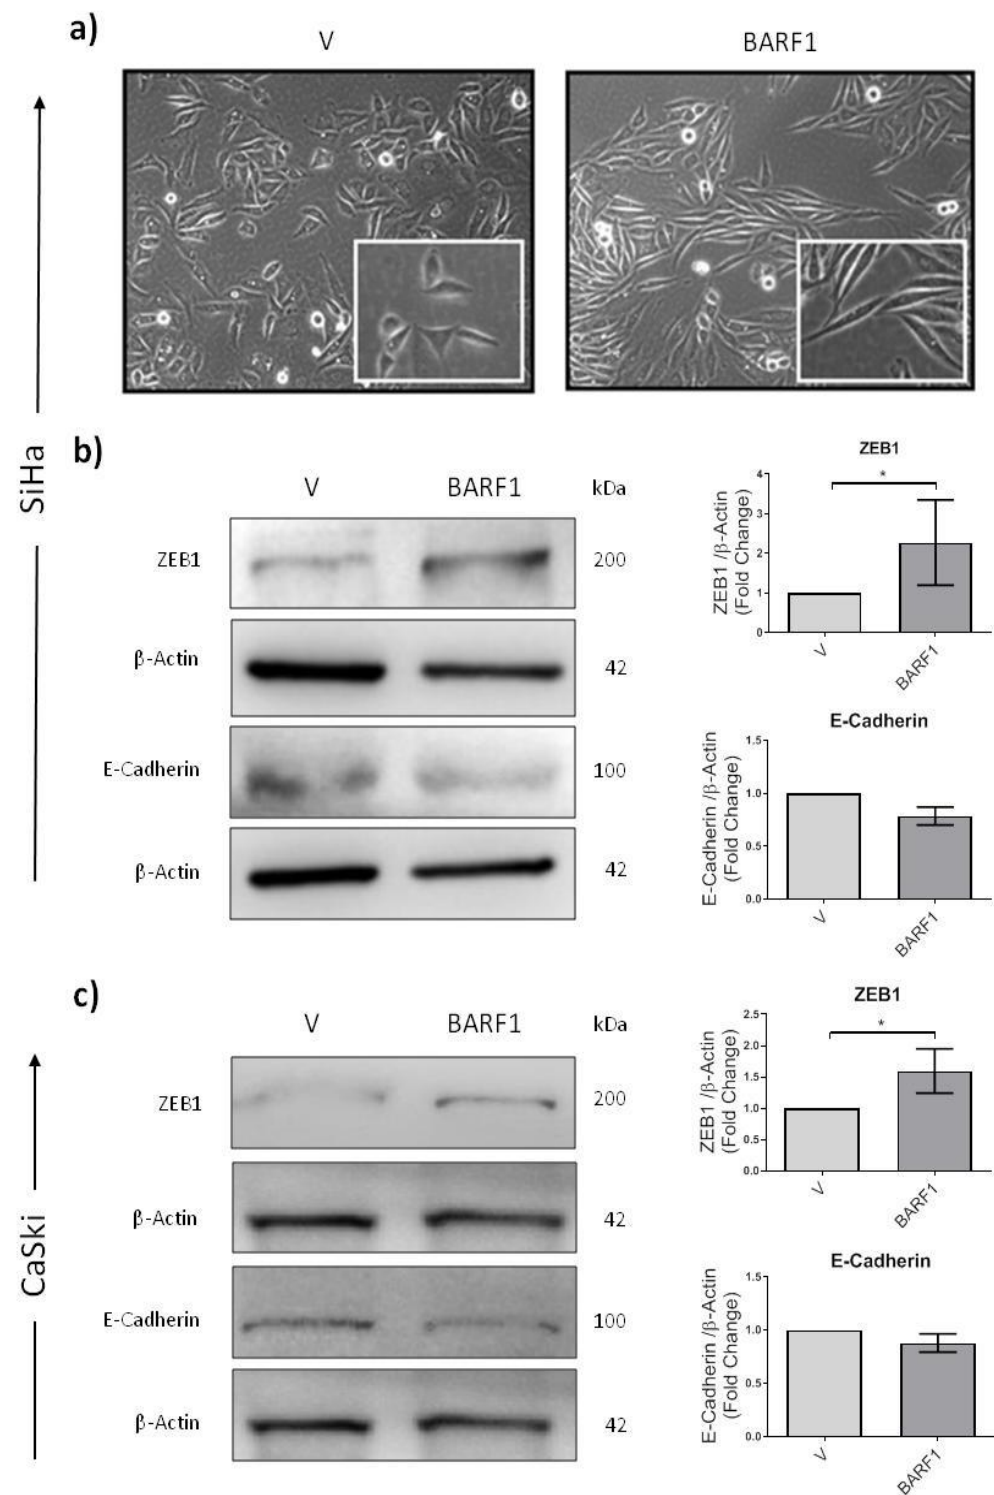 a)
V
BARF1
SiHa
b)
V
BARF1
kDa
ZEB1
200
β-Actin
42
E-Cadherin
100
β-Actin
42
ZEB1
ZEB1 /β-Actin
(Fold Change)
4
3
2
1
0
*
V
BARF1
E-Cadherin
E-Cadherin /β-Actin
(Fold Change)
1.5
1.0
0.5
0.0
V
BARF1
CaSki
c)
V
BARF1
kDa
ZEB1
200
β-Actin
42
E-Cadherin
100
β-Actin
42
ZEB1
ZEB1 /β-Actin
(Fold Change)
2.5
2.0
1.5
1.0
0.5
0.0
*
V
BARF1
E-Cadherin
E-Cadherin /β-Actin
(Fold Change)
1.5
1.0
0.5
0.0
V
BARF1